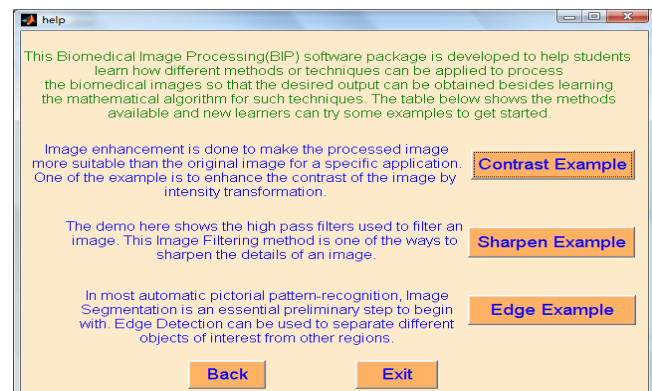 help
This Biomedical Image Processing(BIP) software package is developed to help students
learn how different methods or techniques can be applied to process
the biomedical images so that the desired output can be obtained besides learning
the mathematical algorithm for such techniques. The table below shows the methods
available and new learners can try some examples to get started.
Image enhancement is done to make the processed image
more suitable than the original image for a specific application.
One of the example is to enhance the contrast of the image by
intensity transformation.
Contrast Example
The demo here shows the high pass filters used to filter an
image. This Image Filtering method is one of the ways to
sharpen the details of an image.
Sharpen Example
In most automatic pictorial pattern-recognition, Image
Segmentation is an essential preliminary step to begin
with. Edge Detection can be used to separate different
objects of interest from other regions.
Edge Example
Back
Exit